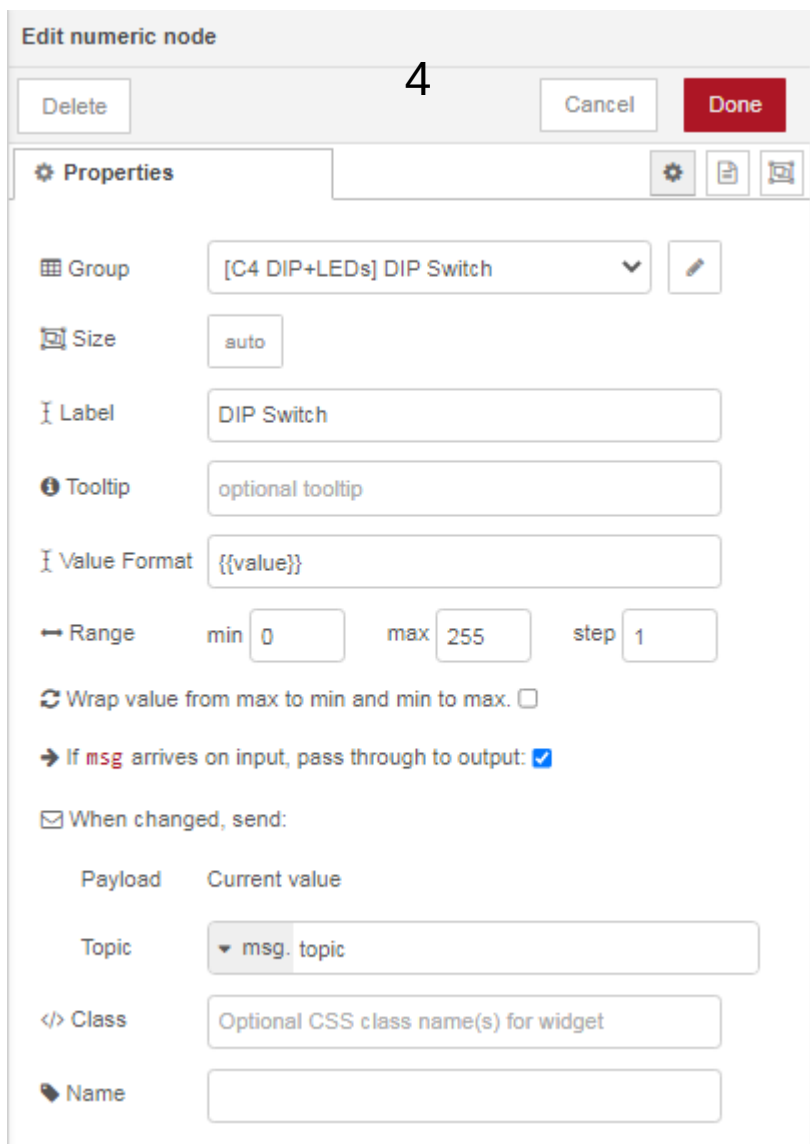 Edit numeric node
4
Delete Cancel Done
Properties
Group [C4 DIP+LEDs] DIP Switch
Size auto
Label DIP Switch
Tooltip optional tooltip
Value Format {{value}}
Range min 0 max 255 step 1
Wrap value from max to min and min to max.
If msg arrives on input, pass through to output:
When changed, send:
Payload Current value
Topic msg. topic
</> Class Optional CSS class name(s) for widget
Name